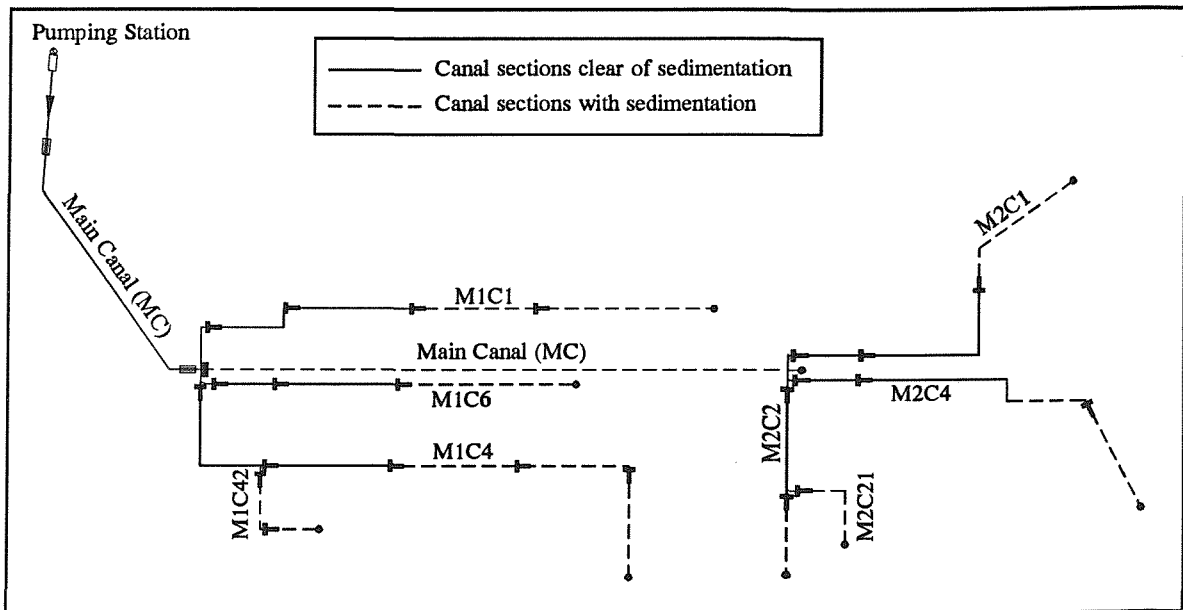 Pumping Station
Canal sections clear of sedimentation
Canal sections with sedimentation
Main Canal (MC)
M2C1
M1C1
Main Canal (MC)
M1C6
M2C4
M2C2
M1C4
M1C42
M2C21